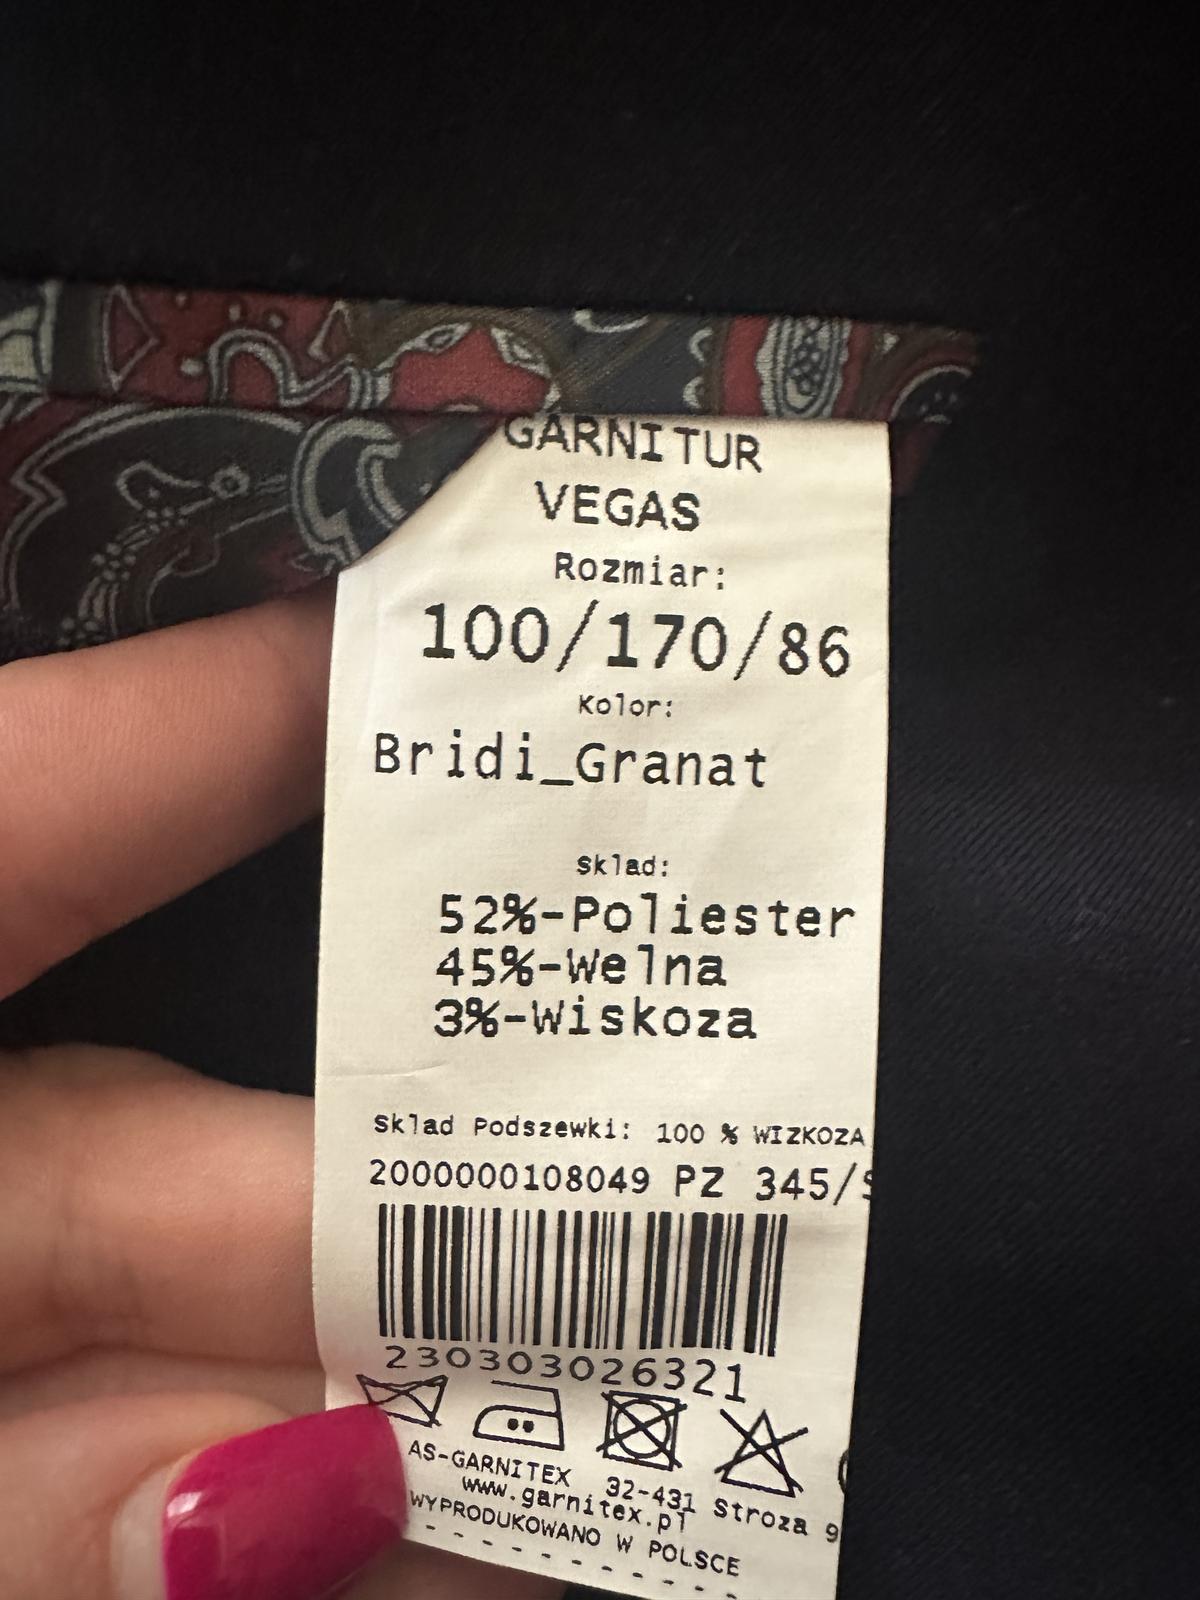 GARNITUR
VEGAS
Rozmiar:
100/170/86
Kolor:
Bridi_Granat
Sklad:
52%-Poliester
45%-Welna
3%-Wiskoza
Sklad Podszewki: 100 % WIZKOZA
2000000108049 PZ 345/S
230303026321
AS-GARNITEX 32-431 Stroza 9
www.garnitex.pl
WYPRODUKOWANO W POLSCE